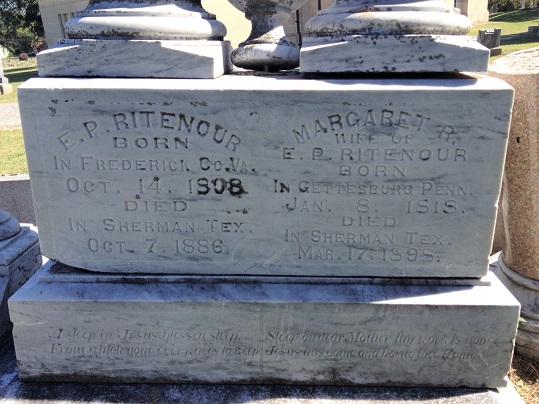 E. P. RITENOUR
BORN
IN FREDERICK CO. VA.
OCT. 14. 1808.
DIED
IN SHERMAN TEX.
OCT. 7. 1886.
MARGARET R.
WIFE OF
E. P. RITENOUR
BORN
IN GETTESBURG PENN.
JAN. 8. 1818.
DIED
IN SHERMAN TEX.
MAR. 17. 1898.
A sleep in Jesus blessed sleep
From which none ever wakes to weep
Sleep on dear Mother thy work is done
Jesus has come and borne thee home